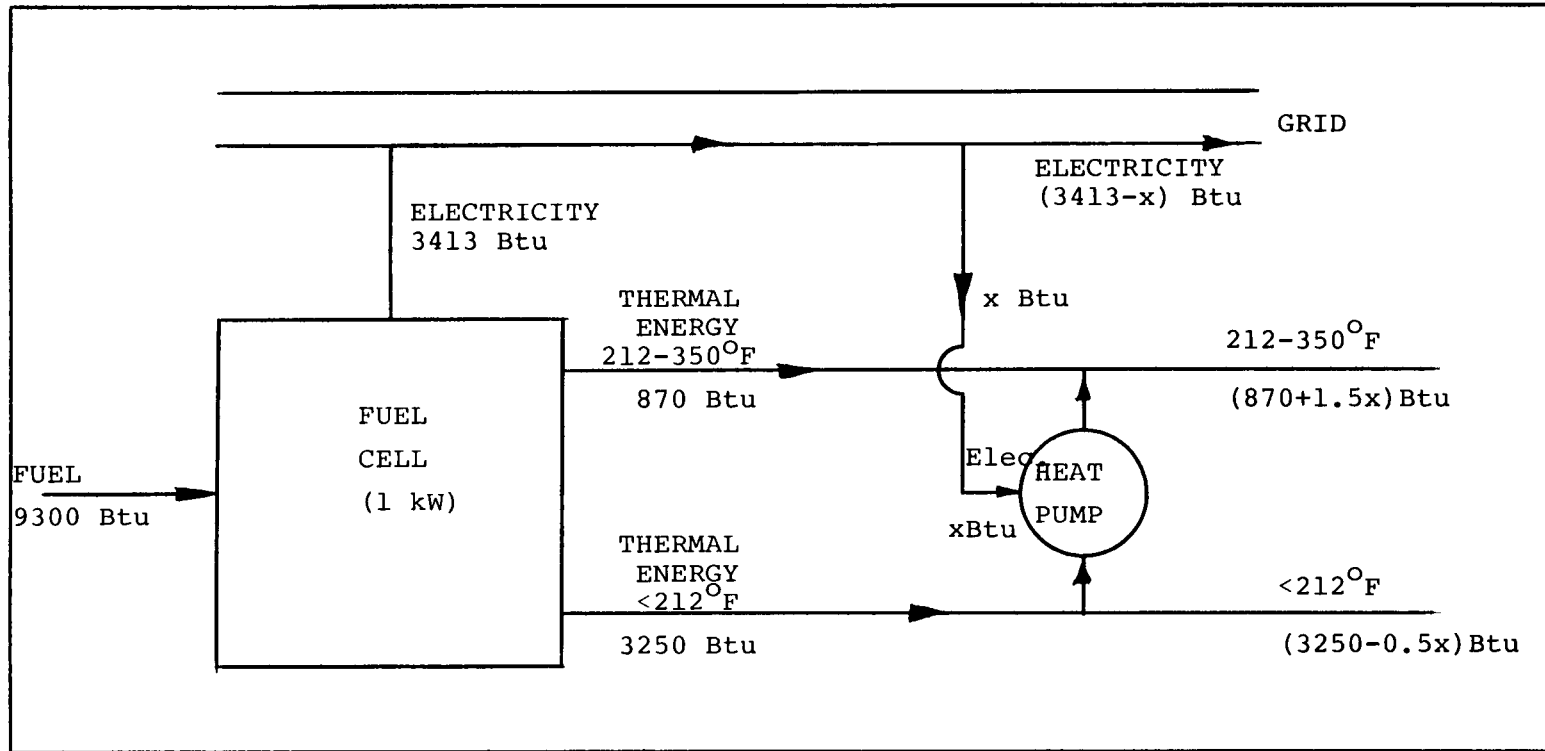 GRID
ELECTRICITY
(3413-x) Btu
ELECTRICITY
3413 Btu
x Btu
THERMAL
ENERGY
212-350°F
870 Btu
212-350°F
(870+1.5x)Btu
FUEL
CELL
(1 kW)
FUEL
9300 Btu
Elec.
xBtu
HEAT
PUMP
THERMAL
ENERGY
<212°F
3250 Btu
<212°F
(3250-0.5x)Btu